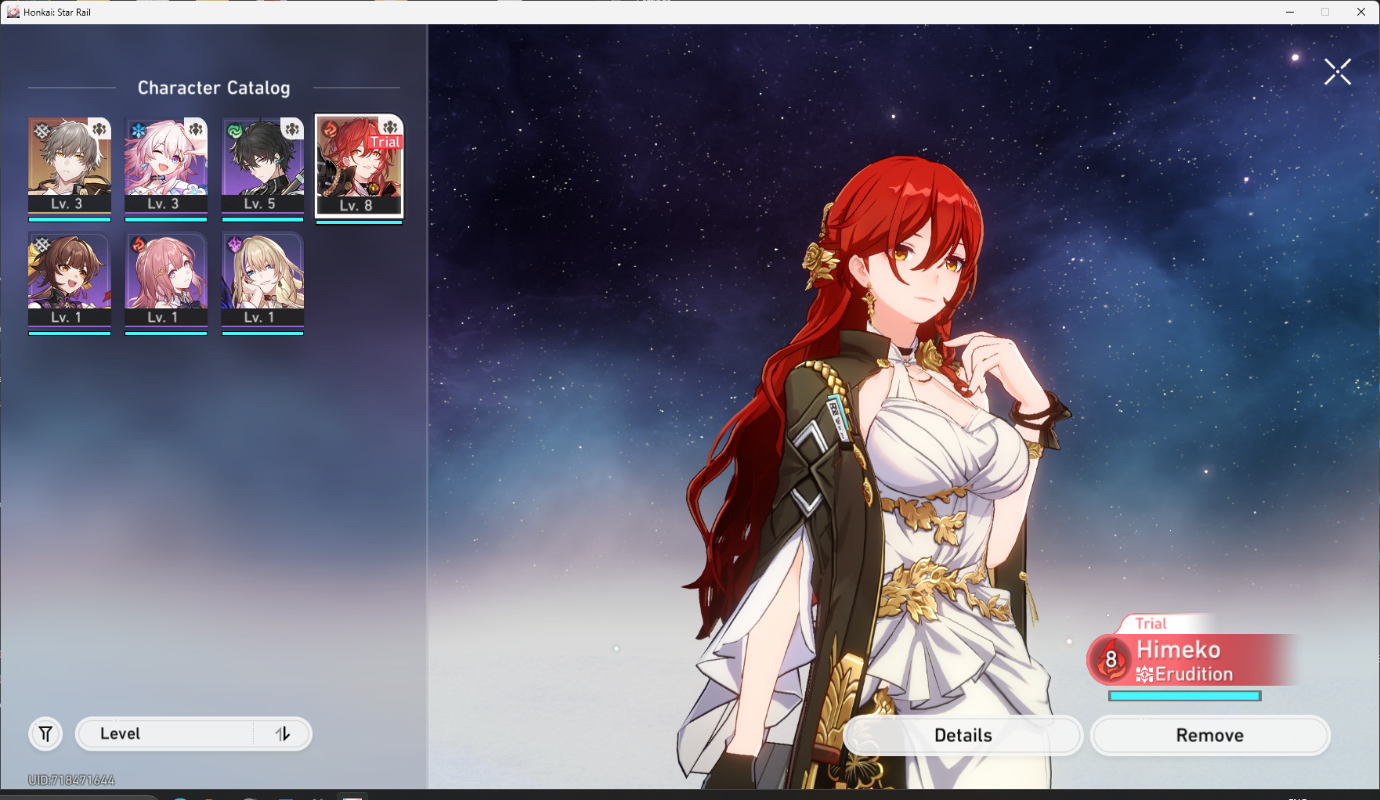 Honkai: Star Rail
Character Catalog
Trial
Lv. 3
Lv. 3
Lv. 5
Lv. 8
Lv. 1
Lv. 1
Lv. 1
Trial
8
Himeko
Erudition
Level
Details
Remove
UID:718471644